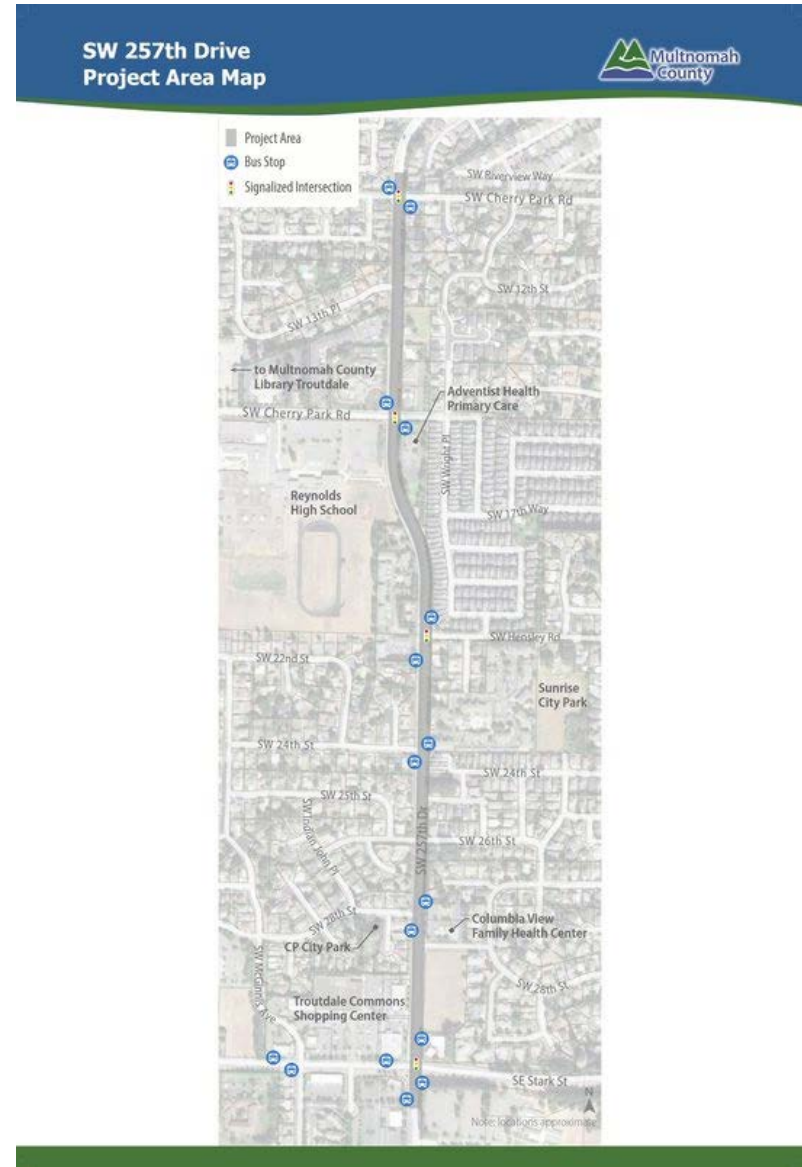 SW 257th Drive
Project Area Map
Multnomah
County
Project Area
Bus Stop
Signalized Intersection
SW Riverview Way
SW Cherry Park Rd
SW 12th St
SW 13th Pl
to Multnomah County
Library Troutdale
Adventist Health
Primary Care
SW Cherry Park Rd
SW Wright Pl
Reynolds
High School
SW 17th Way
SW Hensley Rd
SW 22nd St
Sunrise
City Park
SW 24th St
SW 24th St
SW 25th St
SW Indian John Pl
SW 257th Dr
SW 26th St
SW 28th St
Columbia View
Family Health Center
CP City Park
SW 28th St
SW McGinnis Ave
Troutdale Commons
Shopping Center
SE Stark St
N
Note: locations approximate